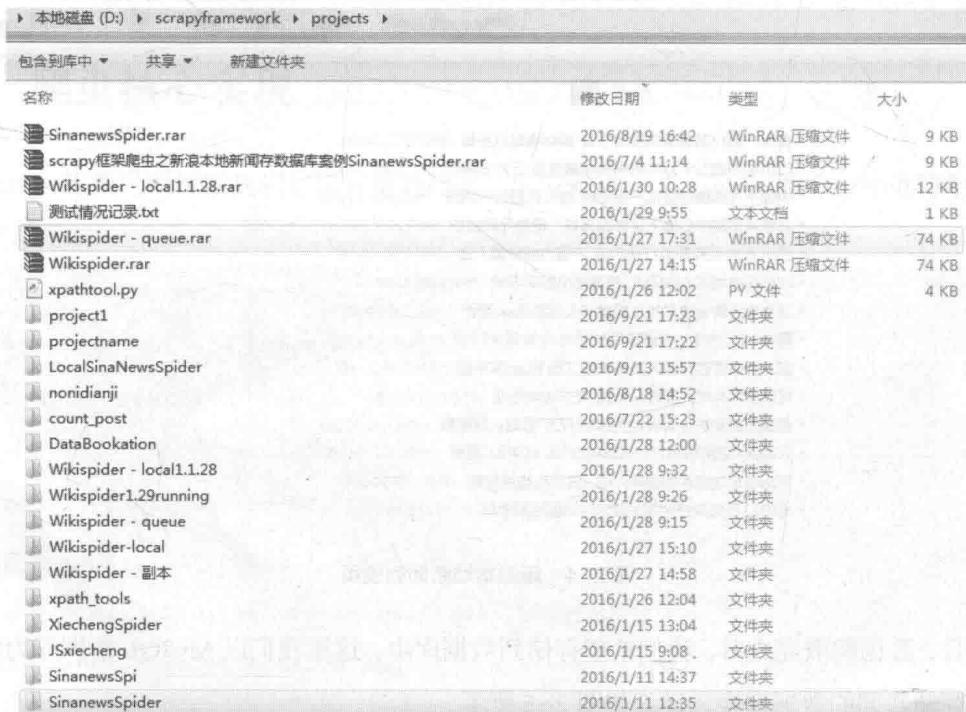 本地磁盘 (D:) ▸ scrapyframework ▸ projects ▸
包含到库中 ▼ 共享 ▼ 新建文件夹
名称 修改日期 类型 大小
SinanewsSpider.rar 2016/8/19 16:42 WinRAR 压缩文件 9 KB
scrapy框架爬虫之新浪本地新闻存数据库案例SinanewsSpider.rar 2016/7/4 11:14 WinRAR 压缩文件 9 KB
Wikispider - local1.1.28.rar 2016/1/30 10:28 WinRAR 压缩文件 12 KB
测试情况记录.txt 2016/1/29 9:55 文本文档 1 KB
Wikispider - queue.rar 2016/1/27 17:31 WinRAR 压缩文件 74 KB
Wikispider.rar 2016/1/27 14:15 WinRAR 压缩文件 74 KB
xpathtool.py 2016/1/26 12:02 PY 文件 4 KB
project1 2016/9/21 17:23 文件夹
projectname 2016/9/21 17:22 文件夹
LocalSinaNewsSpider 2016/9/13 15:57 文件夹
nonidianji 2016/8/18 14:52 文件夹
count_post 2016/7/22 15:23 文件夹
DataBookation 2016/1/28 12:00 文件夹
Wikispider - local1.1.28 2016/1/28 9:32 文件夹
Wikispider1.29running 2016/1/28 9:26 文件夹
Wikispider - queue 2016/1/28 9:15 文件夹
Wikispider-local 2016/1/27 15:10 文件夹
Wikispider - 副本 2016/1/27 14:58 文件夹
xpath_tools 2016/1/26 12:04 文件夹
XiechengSpider 2016/1/15 13:04 文件夹
JSxiecheng 2016/1/15 9:08 文件夹
SinanewsSpi 2016/1/11 14:37 文件夹
SinanewsSpider 2016/1/11 12:35 文件夹